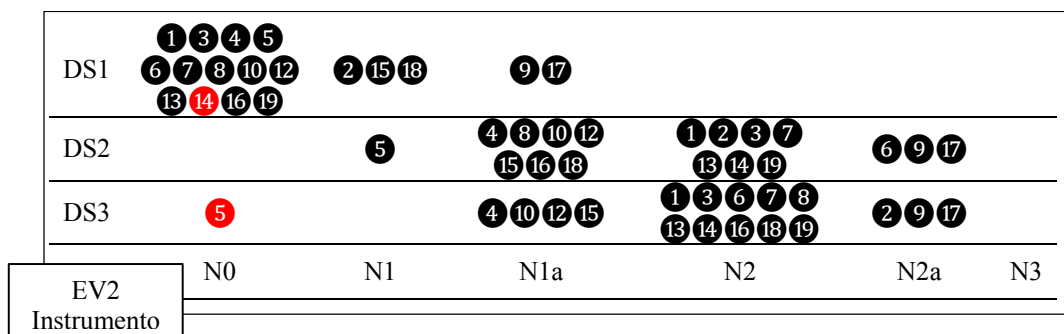 1 3 4 5
DS1 6 7 8 10 12 2 15 18 9 17
13 14 16 19
DS2 5 4 8 10 12 1 2 3 7 6 9 17
15 16 18 13 14 19
DS3 5 4 10 12 15 1 3 6 7 8 2 9 17
13 14 16 18 19
N0 N1 N1a N2 N2a N3
EV2
Instrumento